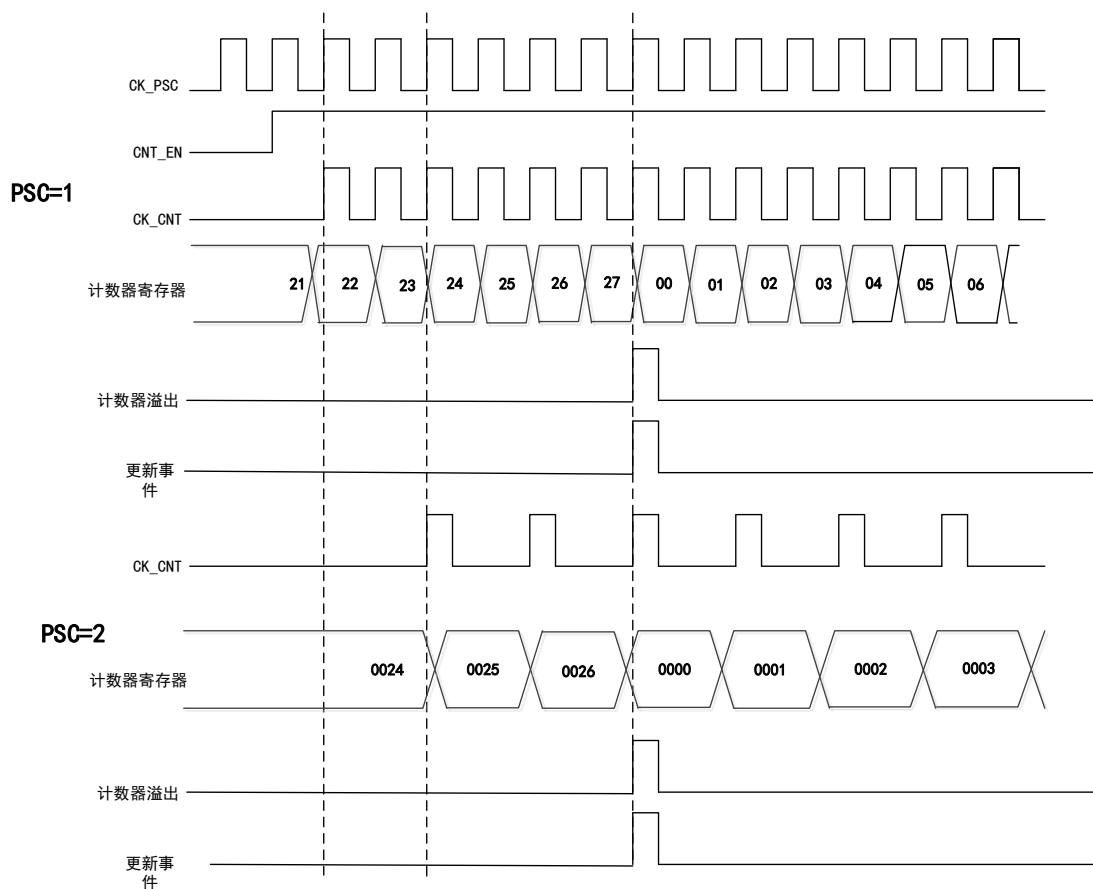 CK_PSC
CNT_EN
PSC=1
CK_CNT
计数器寄存器
21 22 23 24 25 26 27 00 01 02 03 04 05 06
计数器溢出
更新事
件
CK_CNT
PSC=2
计数器寄存器
0024 0025 0026 0000 0001 0002 0003
计数器溢出
更新事
件